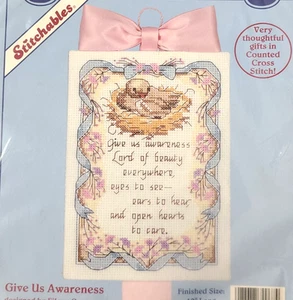 Stitchables
Very
thoughtful
gifts in
Counted
Cross
Stitch!
Give us awareness
Lord of beauty
everywhere,
eyes to see—
ears to hear
and open hearts
to care.
Give Us Awareness
Finished Size: